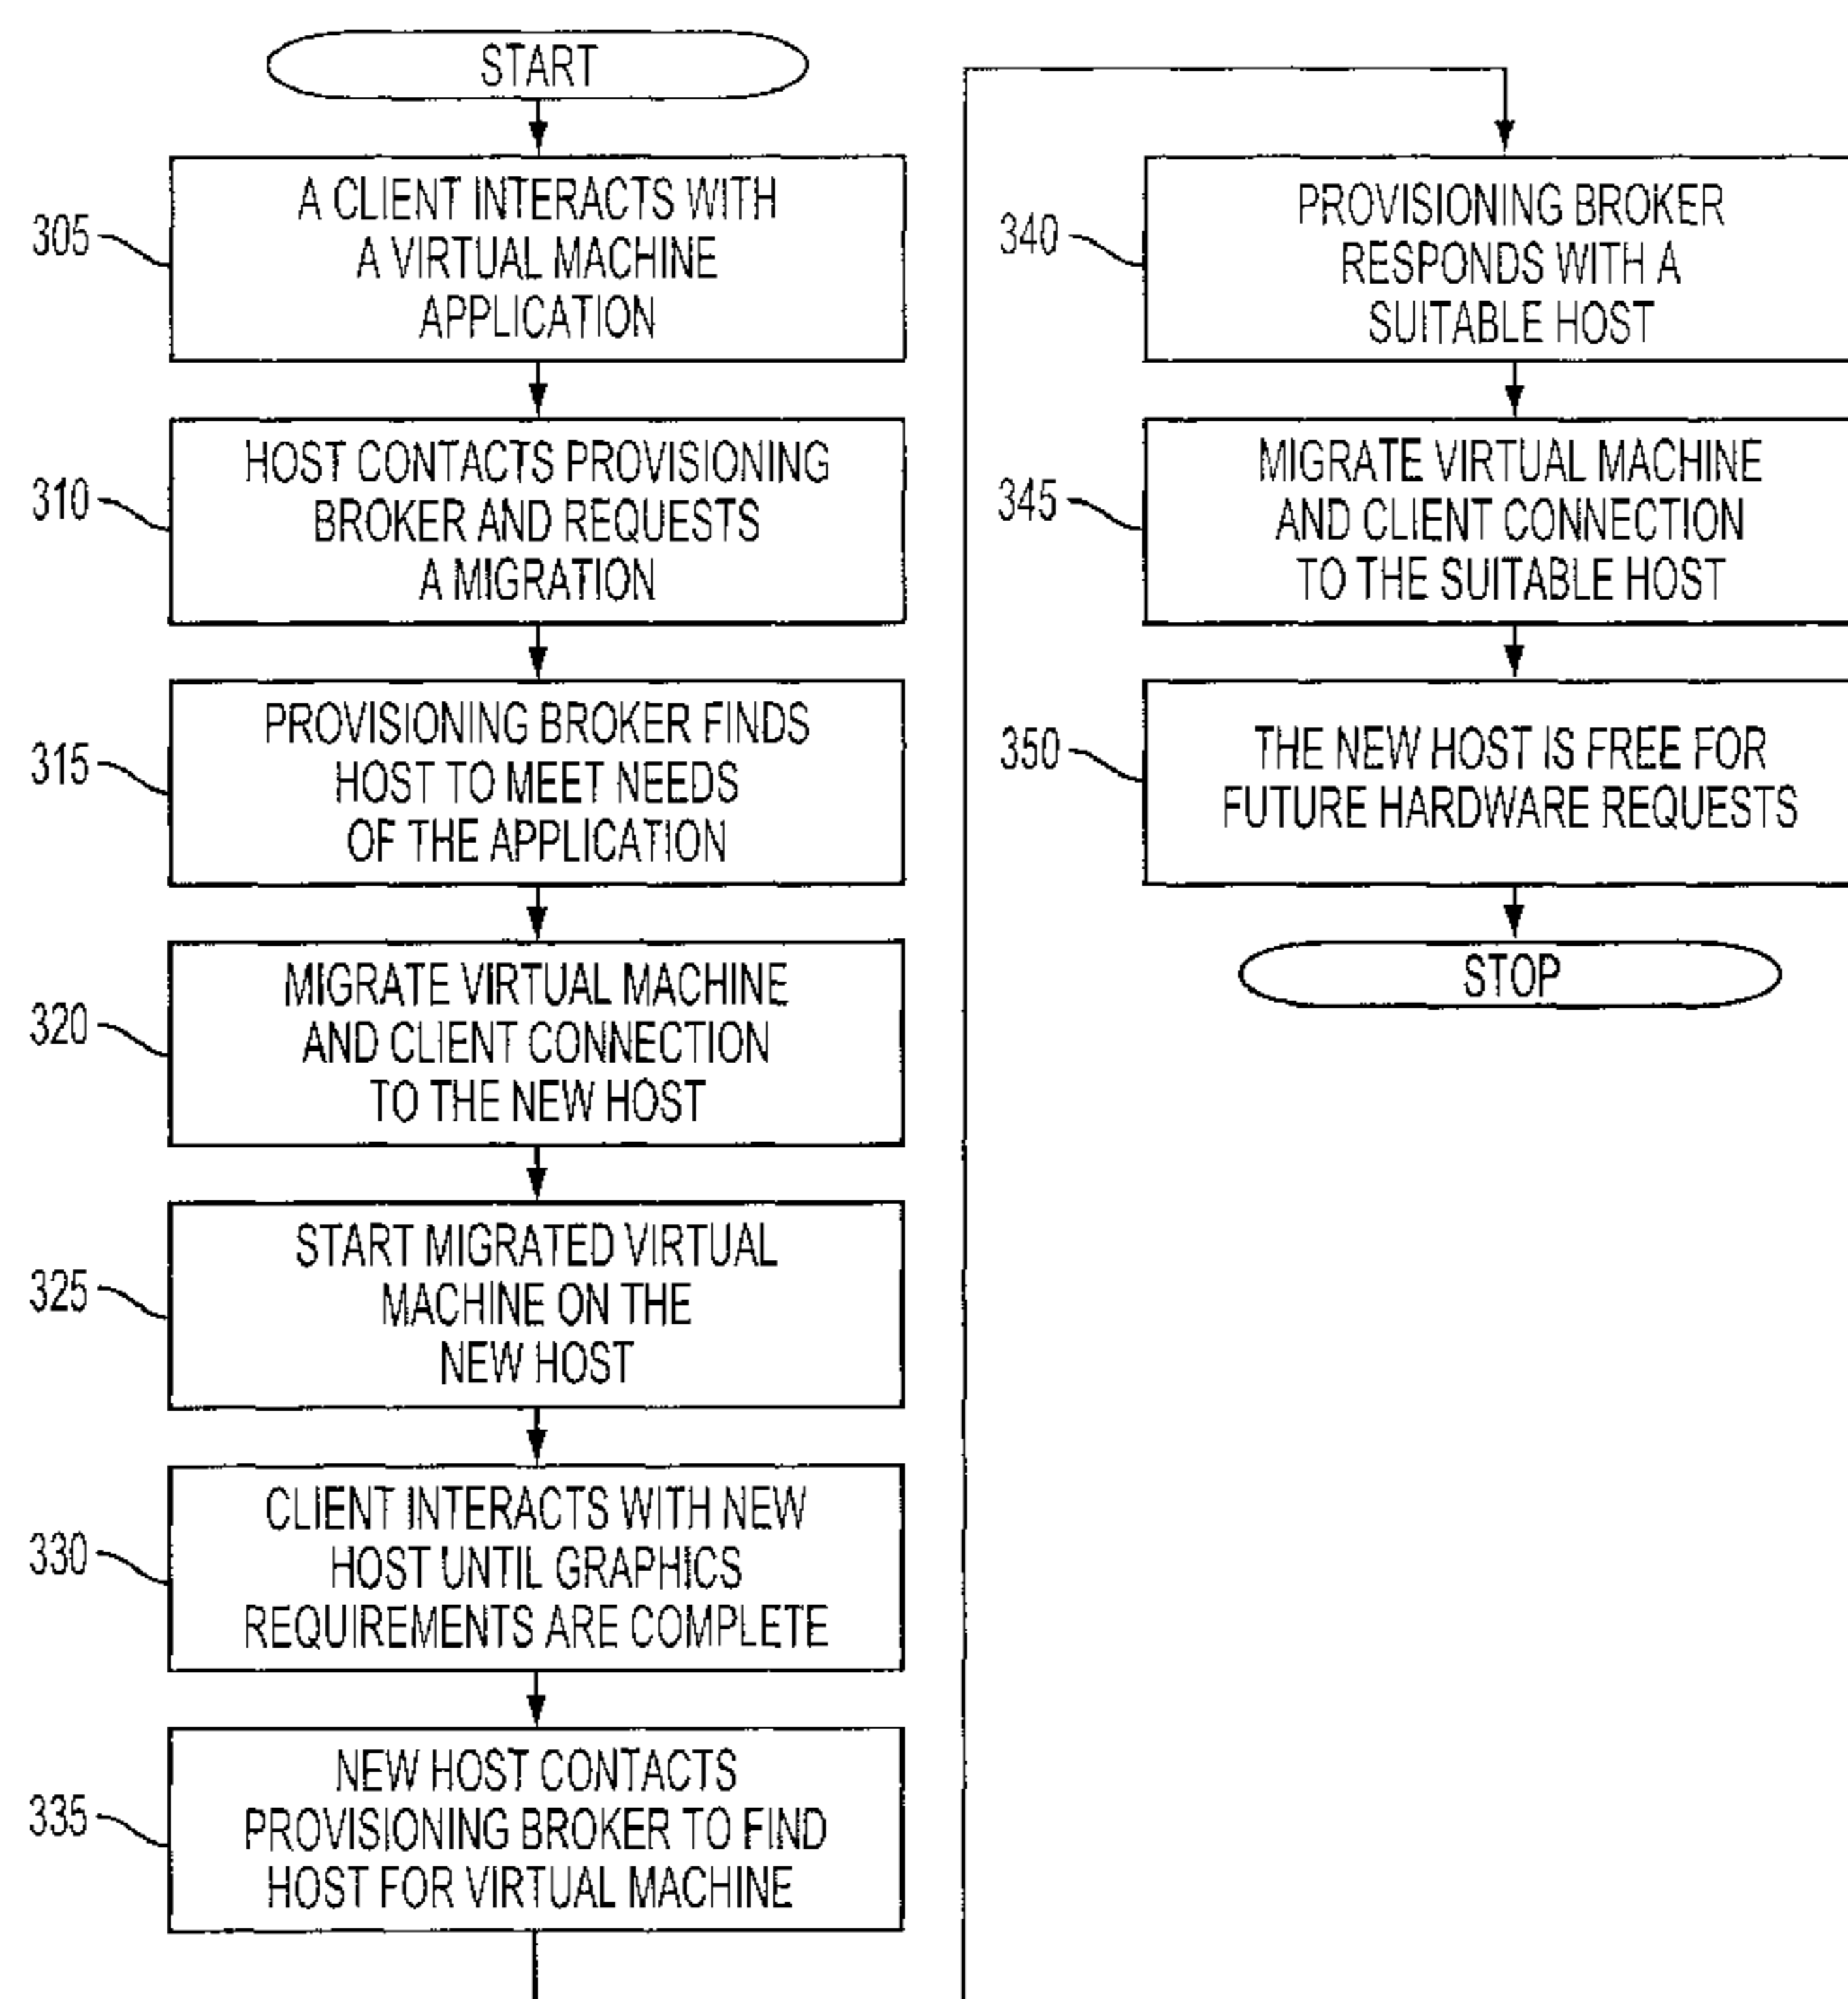 START
305
A CLIENT INTERACTS WITH
A VIRTUAL MACHINE
APPLICATION
310
HOST CONTACTS PROVISIONING
BROKER AND REQUESTS
A MIGRATION
315
PROVISIONING BROKER FINDS
HOST TO MEET NEEDS
OF THE APPLICATION
320
MIGRATE VIRTUAL MACHINE
AND CLIENT CONNECTION
TO THE NEW HOST
325
START MIGRATED VIRTUAL
MACHINE ON THE
NEW HOST
330
CLIENT INTERACTS WITH NEW
HOST UNTIL GRAPHICS
REQUIREMENTS ARE COMPLETE
335
NEW HOST CONTACTS
PROVISIONING BROKER TO FIND
HOST FOR VIRTUAL MACHINE
340
PROVISIONING BROKER
RESPONDS WITH A
SUITABLE HOST
345
MIGRATE VIRTUAL MACHINE
AND CLIENT CONNECTION
TO THE SUITABLE HOST
350
THE NEW HOST IS FREE FOR
FUTURE HARDWARE REQUESTS
STOP